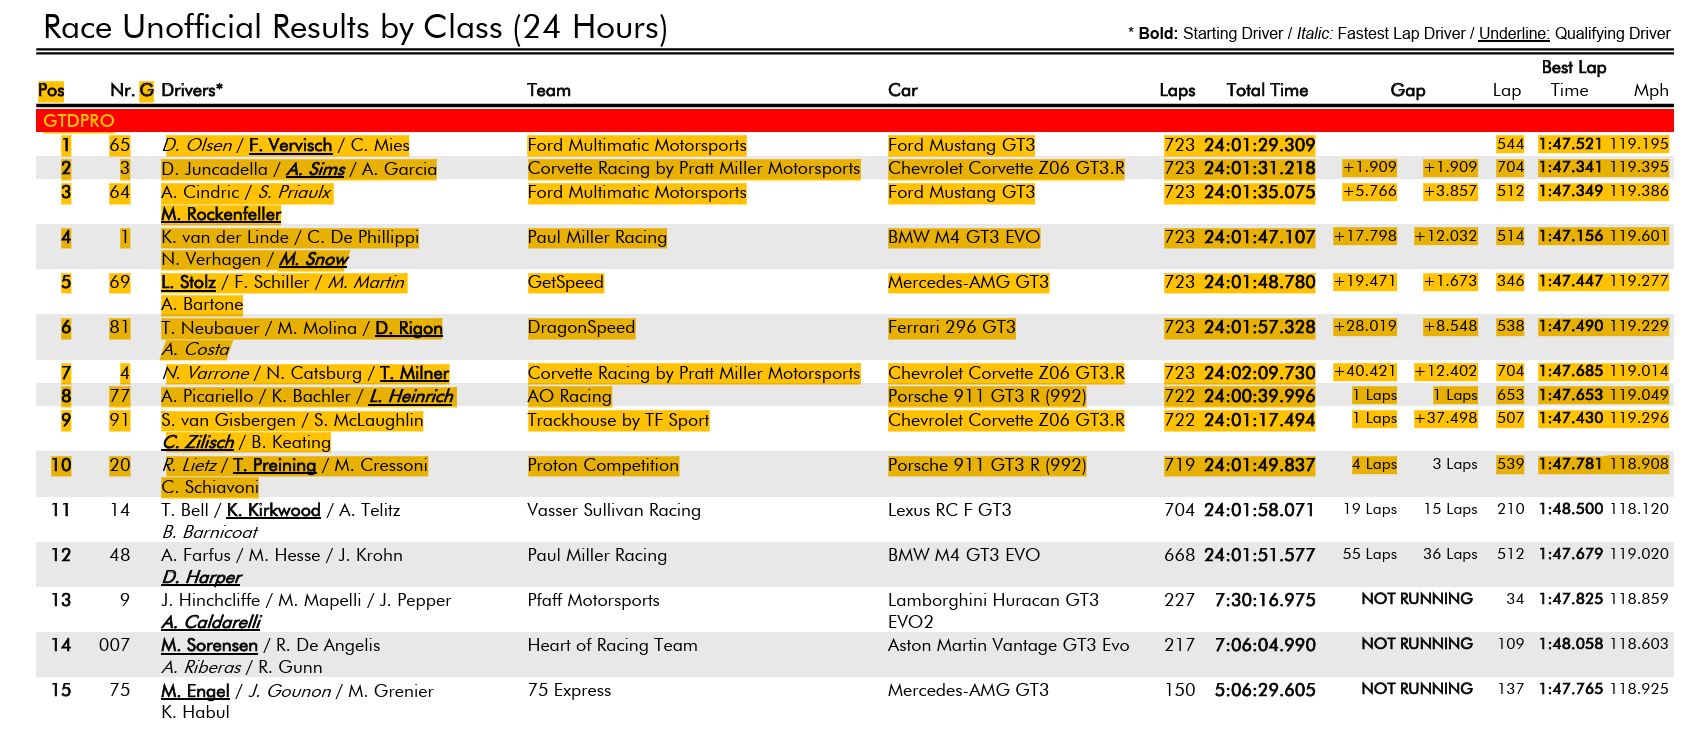 Race Unofficial Results by Class (24 Hours)
* Bold: Starting Driver / Italic: Fastest Lap Driver / Underline: Qualifying Driver
Best Lap
Pos Nr. G Drivers* Team Car Laps Total Time Gap Lap Time Mph
GTDPRO
1 65 D. Olsen / F. Vervisch / C. Mies Ford Multimatic Motorsports Ford Mustang GT3 723 24:01:29.309 544 1:47.521 119.195
2 3 D. Juncadella / A. Sims / A. Garcia Corvette Racing by Pratt Miller Motorsports Chevrolet Corvette Z06 GT3.R 723 24:01:31.218 +1.909 +1.909 704 1:47.341 119.395
3 64 A. Cindric / S. Priaulx Ford Multimatic Motorsports Ford Mustang GT3 723 24:01:35.075 +5.766 +3.857 512 1:47.349 119.386
M. Rockenfeller
4 1 K. van der Linde / C. De Phillippi Paul Miller Racing BMW M4 GT3 EVO 723 24:01:47.107 +17.798 +12.032 514 1:47.156 119.601
N. Verhagen / M. Snow
5 69 L. Stolz / F. Schiller / M. Martin GetSpeed Mercedes-AMG GT3 723 24:01:48.780 +19.471 +1.673 346 1:47.447 119.277
A. Bartone
6 81 T. Neubauer / M. Molina / D. Rigon DragonSpeed Ferrari 296 GT3 723 24:01:57.328 +28.019 +8.548 538 1:47.490 119.229
A. Costa
7 4 N. Varrone / N. Catsburg / T. Milner Corvette Racing by Pratt Miller Motorsports Chevrolet Corvette Z06 GT3.R 723 24:02:09.730 +40.421 +12.402 704 1:47.685 119.014
8 77 A. Picariello / K. Bachler / L. Heinrich AO Racing Porsche 911 GT3 R (992) 722 24:00:39.996 1 Laps 1 Laps 653 1:47.653 119.049
9 91 S. van Gisbergen / S. McLaughlin Trackhouse by TF Sport Chevrolet Corvette Z06 GT3.R 722 24:01:17.494 1 Laps +37.498 507 1:47.430 119.296
C. Zilisch / B. Keating
10 20 R. Lietz / T. Preining / M. Cressoni Proton Competition Porsche 911 GT3 R (992) 719 24:01:49.837 4 Laps 3 Laps 539 1:47.781 118.908
C. Schiavoni
11 14 T. Bell / K. Kirkwood / A. Telitz Vasser Sullivan Racing Lexus RC F GT3 704 24:01:58.071 19 Laps 15 Laps 210 1:48.500 118.120
B. Barnicoat
12 48 A. Farfus / M. Hesse / J. Krohn Paul Miller Racing BMW M4 GT3 EVO 668 24:01:51.577 55 Laps 36 Laps 512 1:47.679 119.020
D. Harper
13 9 J. Hinchcliffe / M. Mapelli / J. Pepper Pfaff Motorsports Lamborghini Huracan GT3 227 7:30:16.975 NOT RUNNING 34 1:47.825 118.859
A. Caldarelli EVO2
14 007 M. Sorensen / R. De Angelis Heart of Racing Team Aston Martin Vantage GT3 Evo 217 7:06:04.990 NOT RUNNING 109 1:48.058 118.603
A. Riberas / R. Gunn
15 75 M. Engel / J. Gounon / M. Grenier 75 Express Mercedes-AMG GT3 150 5:06:29.605 NOT RUNNING 137 1:47.765 118.925
K. Habul